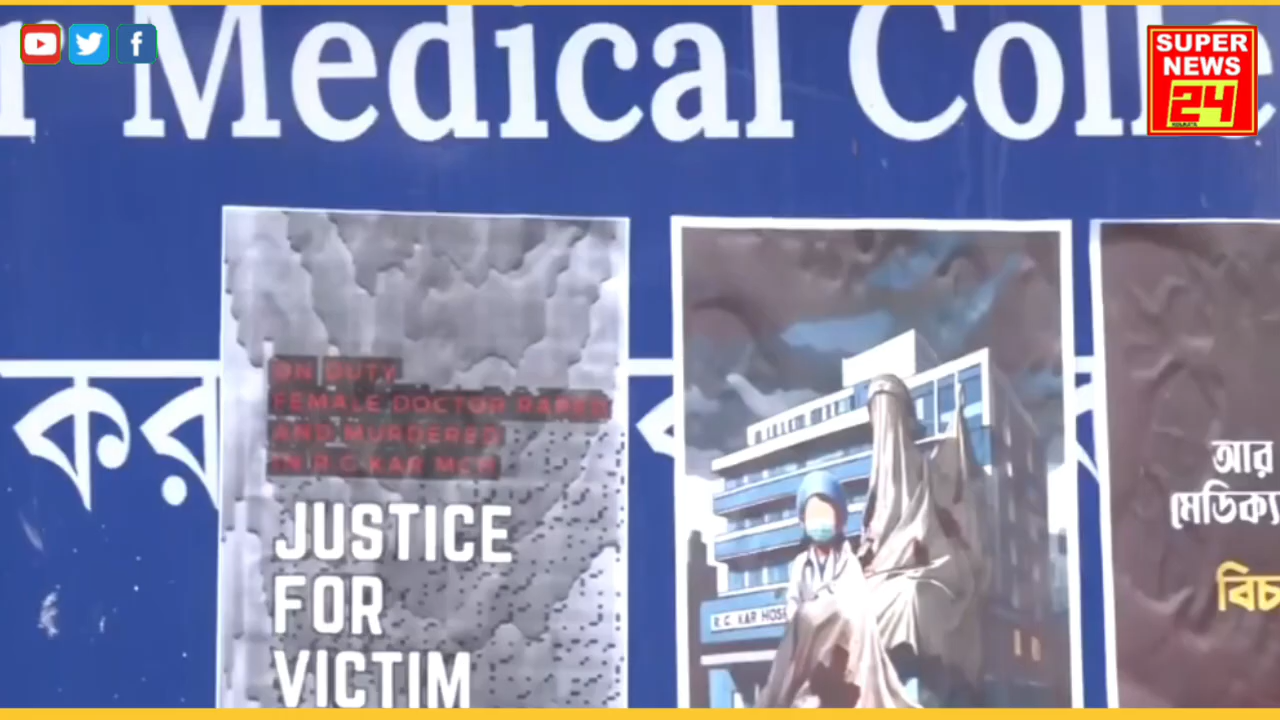 r Medical Colle
SUPER
NEWS
24
কর
ON DUTY
FEMALE DOCTOR RAPED
AND MURDERED
IN R.G KAR MCH
JUSTICE
FOR
VICTIM
R.G. KAR HOS
আর
মেডিক্য
বিচ